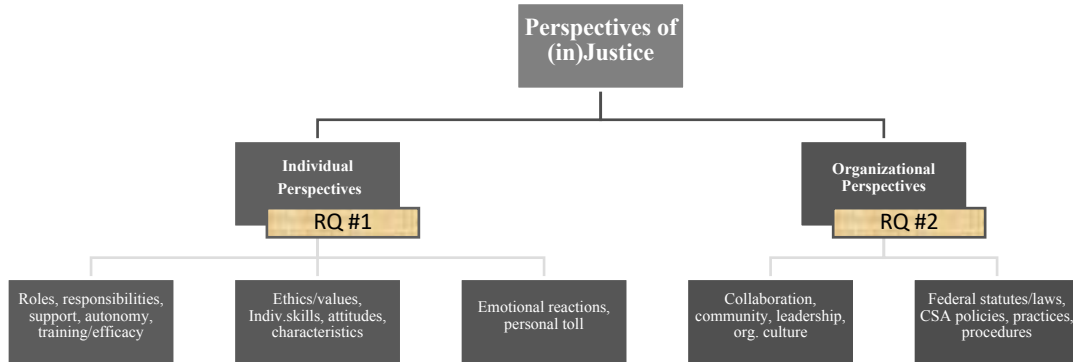 Perspectives of
(in)Justice
Individual
Perspectives
RQ #1
Organizational
Perspectives
RQ #2
Roles, responsibilities,
support, autonomy,
training/efficacy
Ethics/values,
Indiv.skills, attitudes,
characteristics
Emotional reactions,
personal toll
Collaboration,
community, leadership,
org. culture
Federal statutes/laws,
CSA policies, practices,
procedures